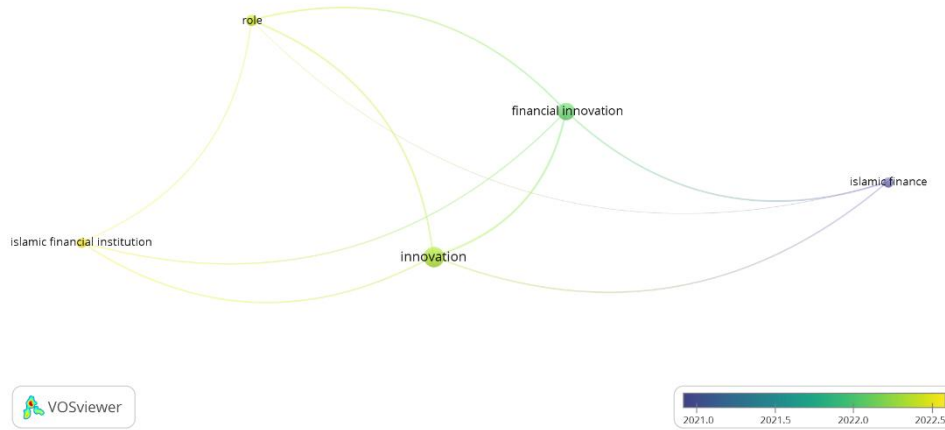 role
financial innovation
islamic finance
islamic financial institution
innovation
VOSviewer
2021.0 2021.5 2022.0 2022.5